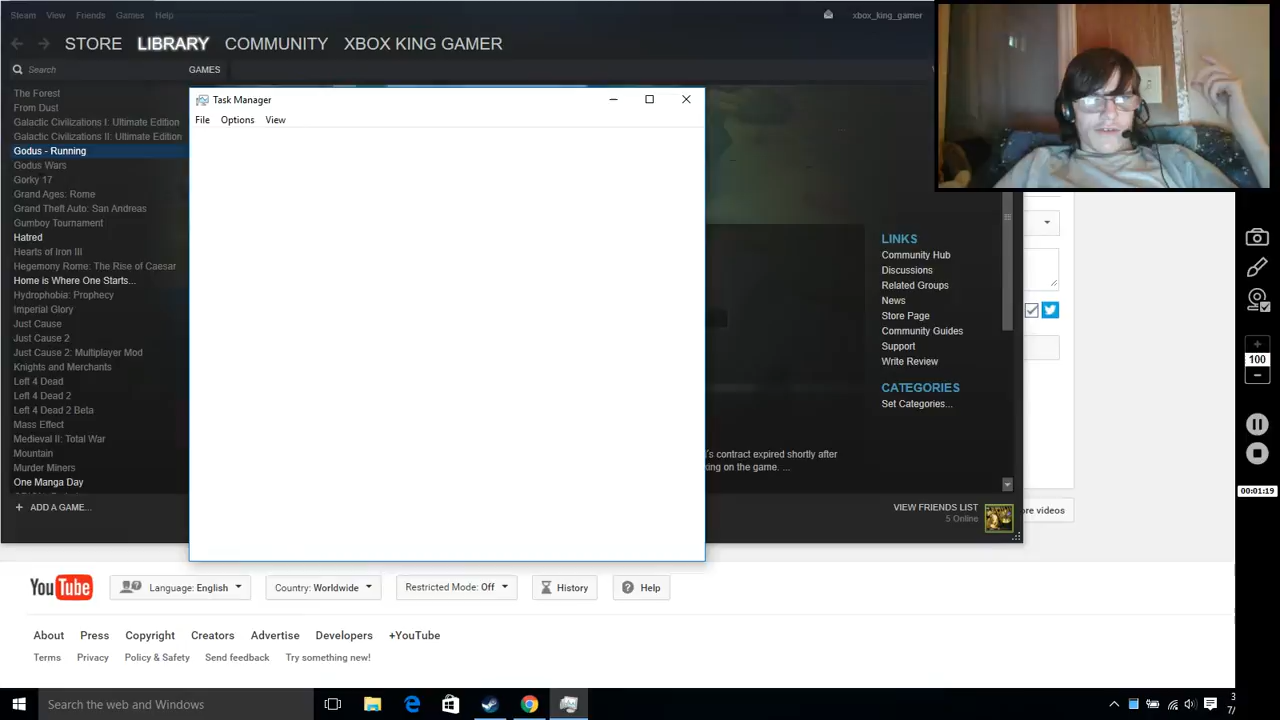 Steam View Friends Games Help
xbox_king_gamer
STORE LIBRARY COMMUNITY XBOX KING GAMER
Search
GAMES
The Forest
From Dust
Galactic Civilizations I: Ultimate Edition
Galactic Civilizations II: Ultimate Edition
Godus - Running
Godus Wars
Gorky 17
Grand Ages: Rome
Grand Theft Auto: San Andreas
Gumboy Tournament
Hatred
Hearts of Iron III
Hegemony Rome: The Rise of Caesar
Home is Where One Starts...
Hydrophobia: Prophecy
Imperial Glory
Just Cause
Just Cause 2
Just Cause 2: Multiplayer Mod
Knights and Merchants
Left 4 Dead
Left 4 Dead 2
Left 4 Dead 2 Beta
Mass Effect
Medieval II: Total War
Mountain
Murder Miners
One Manga Day
+ ADD A GAME...
Task Manager
File Options View
LINKS
Community Hub
Discussions
Related Groups
News
Store Page
Community Guides
Support
Write Review
CATEGORIES
Set Categories...
's contract expired shortly after
king on the game. ...
VIEW FRIENDS LIST
5 Online
ore videos
100
00:01:19
YouTube
Language: English
Country: Worldwide
Restricted Mode: Off
History
Help
About Press Copyright Creators Advertise Developers +YouTube
Terms Privacy Policy & Safety Send feedback Try something new!
Search the web and Windows
3
7/